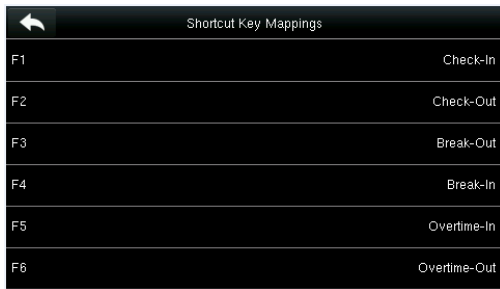 Shortcut Key Mappings
F1 Check-In
F2 Check-Out
F3 Break-Out
F4 Break-In
F5 Overtime-In
F6 Overtime-Out